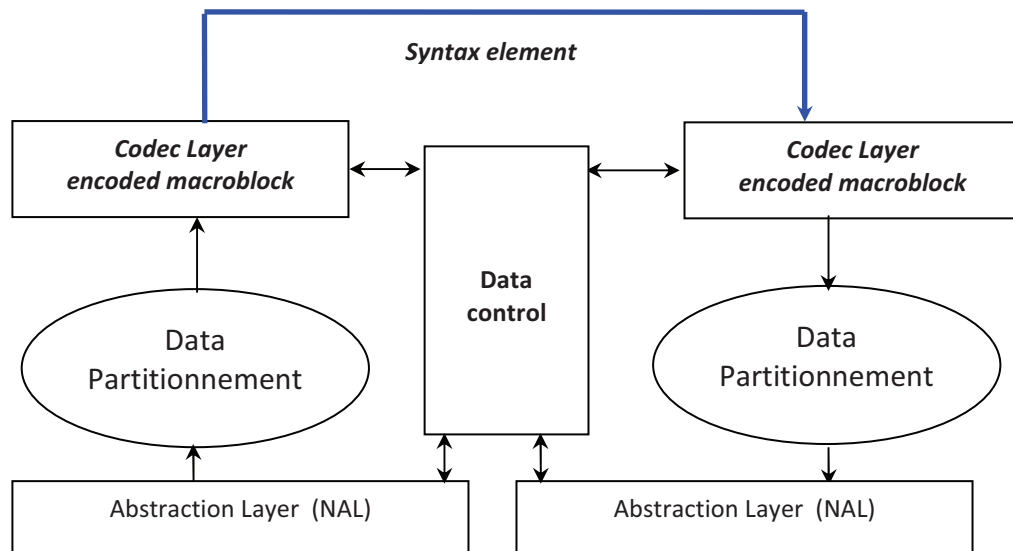 Syntax element
Codec Layer
encoded macroblock
Codec Layer
encoded macroblock
Data
control
Data
Partitionnement
Data
Partitionnement
Abstraction Layer (NAL)
Abstraction Layer (NAL)